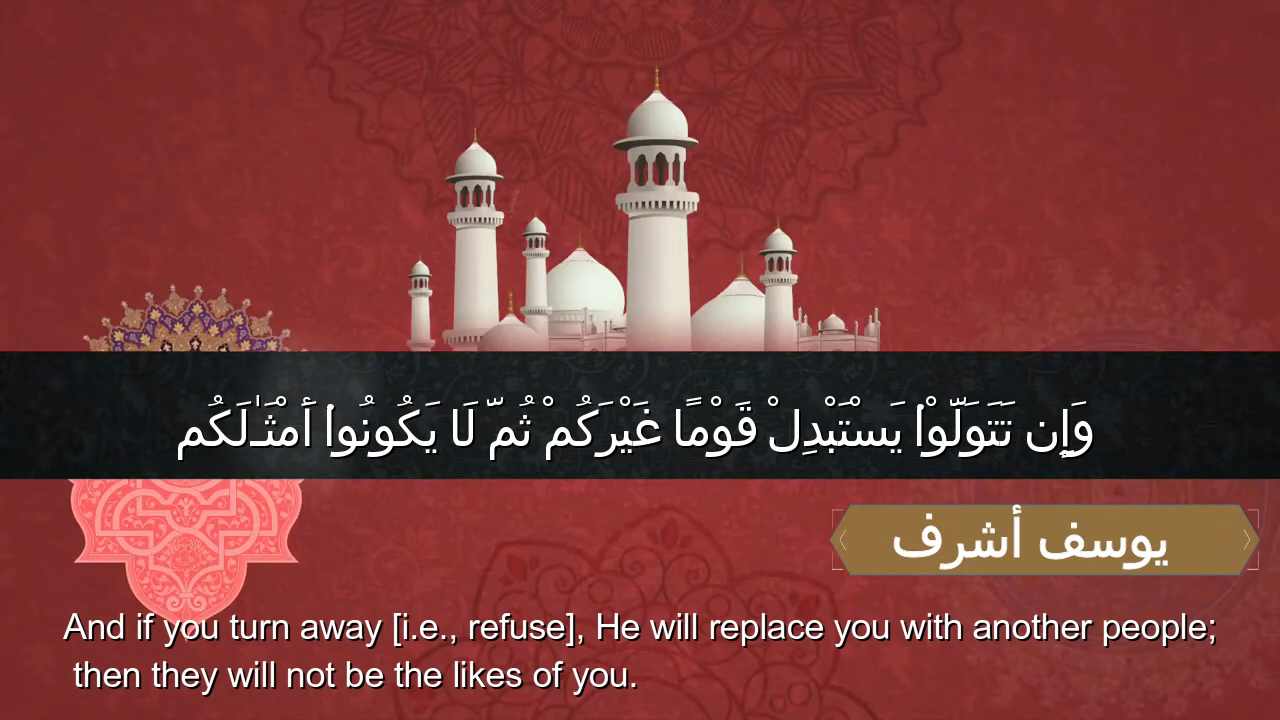 وَإِن تَتَوَلَّوْا۟ يَسْتَبْدِلْ قَوْمًا غَيْرَكُمْ ثُمَّ لَا يَكُونُوا۟ أَمْثَـٰلَكُم
يوسف أشرف
And if you turn away [i.e., refuse], He will replace you with another people;
then they will not be the likes of you.